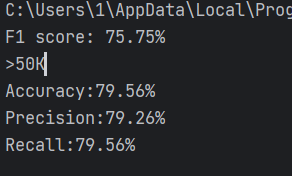 C:\Users\1\AppData\Local\Prog
F1 score: 75.75%
>50K
Accuracy:79.56%
Precision:79.26%
Recall:79.56%